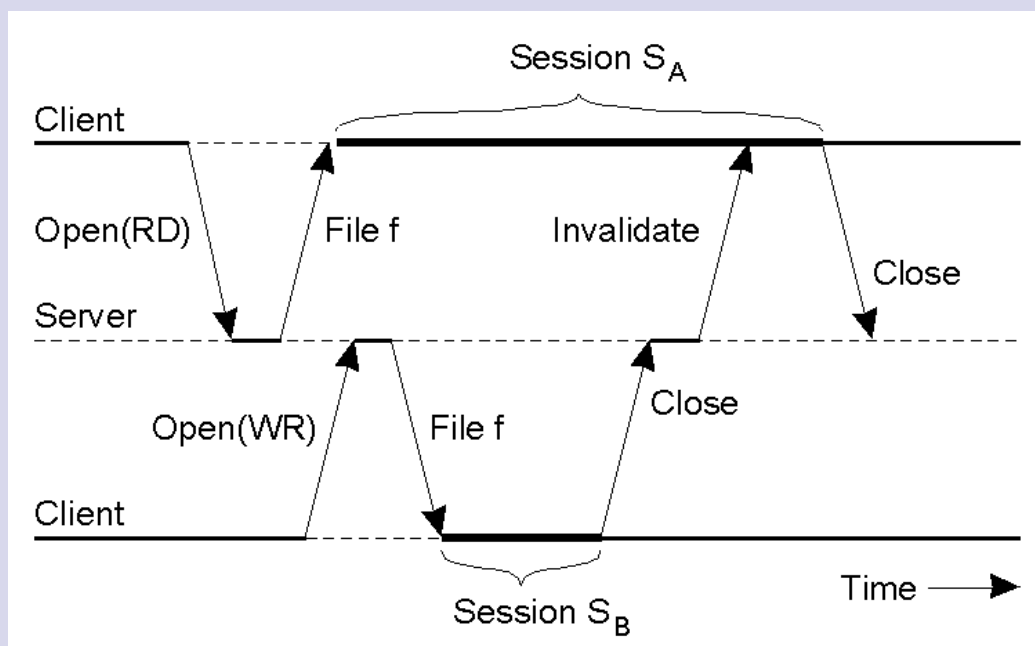 Session S_A
Client
Open(RD)
File f
Invalidate
Close
Server
Open(WR)
File f
Close
Client
Time
Session S_B